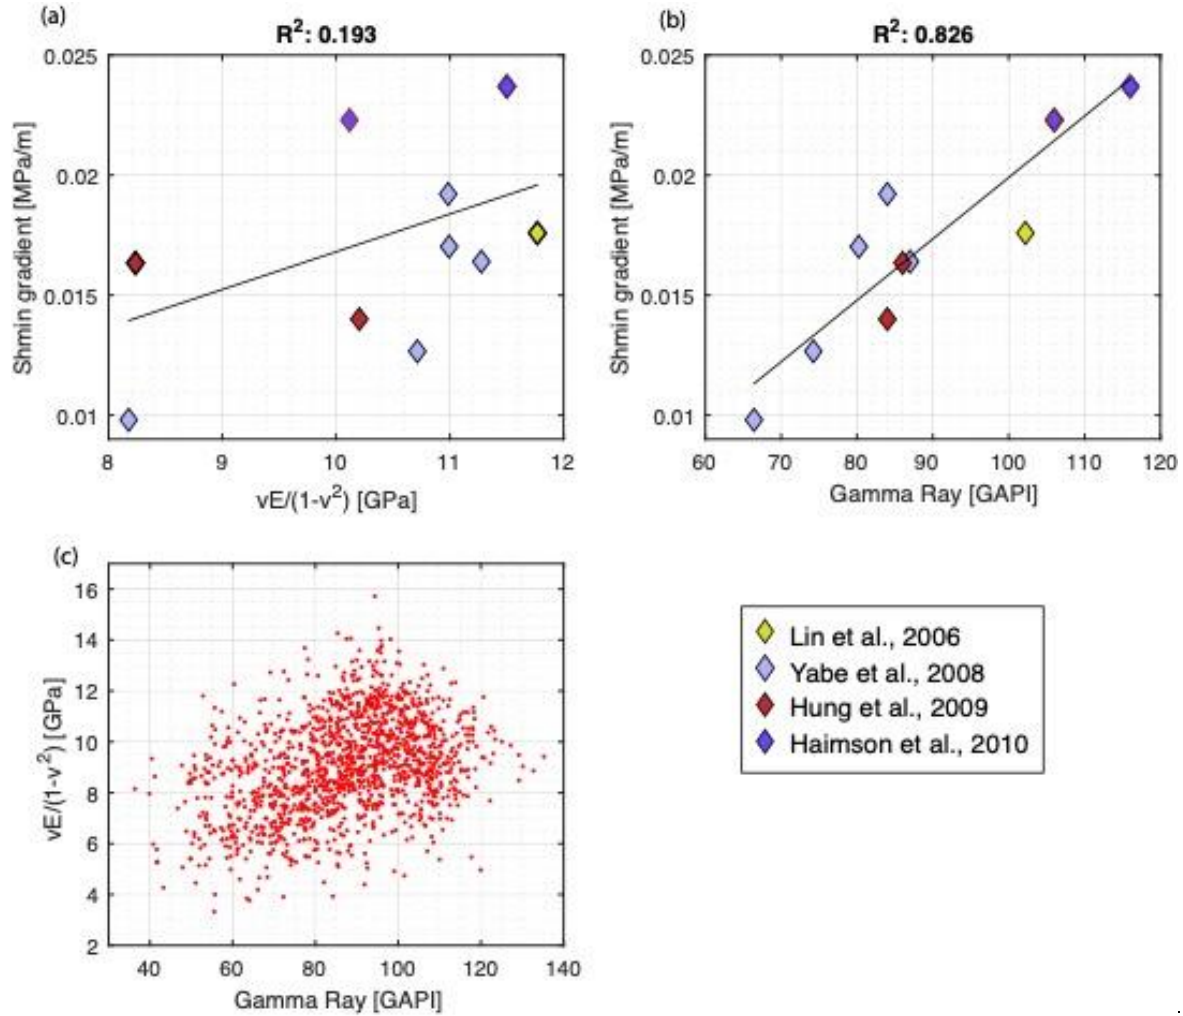 (a)
R²: 0.193
0.025
0.02
0.015
0.01
Shmin gradient [MPa/m]
8 9 10 11 12
vE/(1-v²) [GPa]
(b)
R²: 0.826
0.025
0.02
0.015
0.01
Shmin gradient [MPa/m]
60 70 80 90 100 110 120
Gamma Ray [GAPI]
(c)
16
14
12
10
8
6
4
2
vE/(1-v²) [GPa]
40 60 80 100 120 140
Gamma Ray [GAPI]
Lin et al., 2006
Yabe et al., 2008
Hung et al., 2009
Haimson et al., 2010